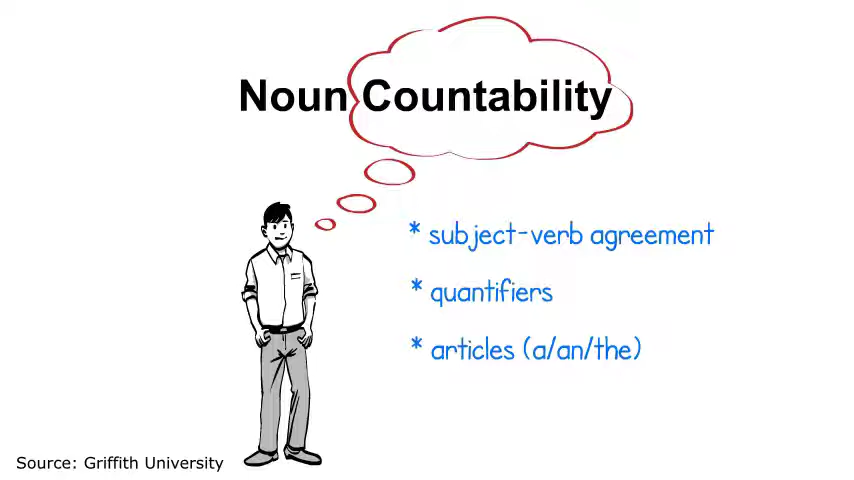 Noun Countability
* subject-verb agreement
* quantifiers
* articles (a/an/the)
Source: Griffith University